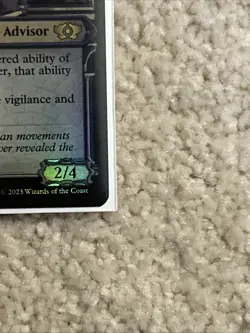 Advisor
ered ability of
er, that ability
e vigilance and
an movements
ver revealed the
2/4
© 2023 Wizards of the Coast